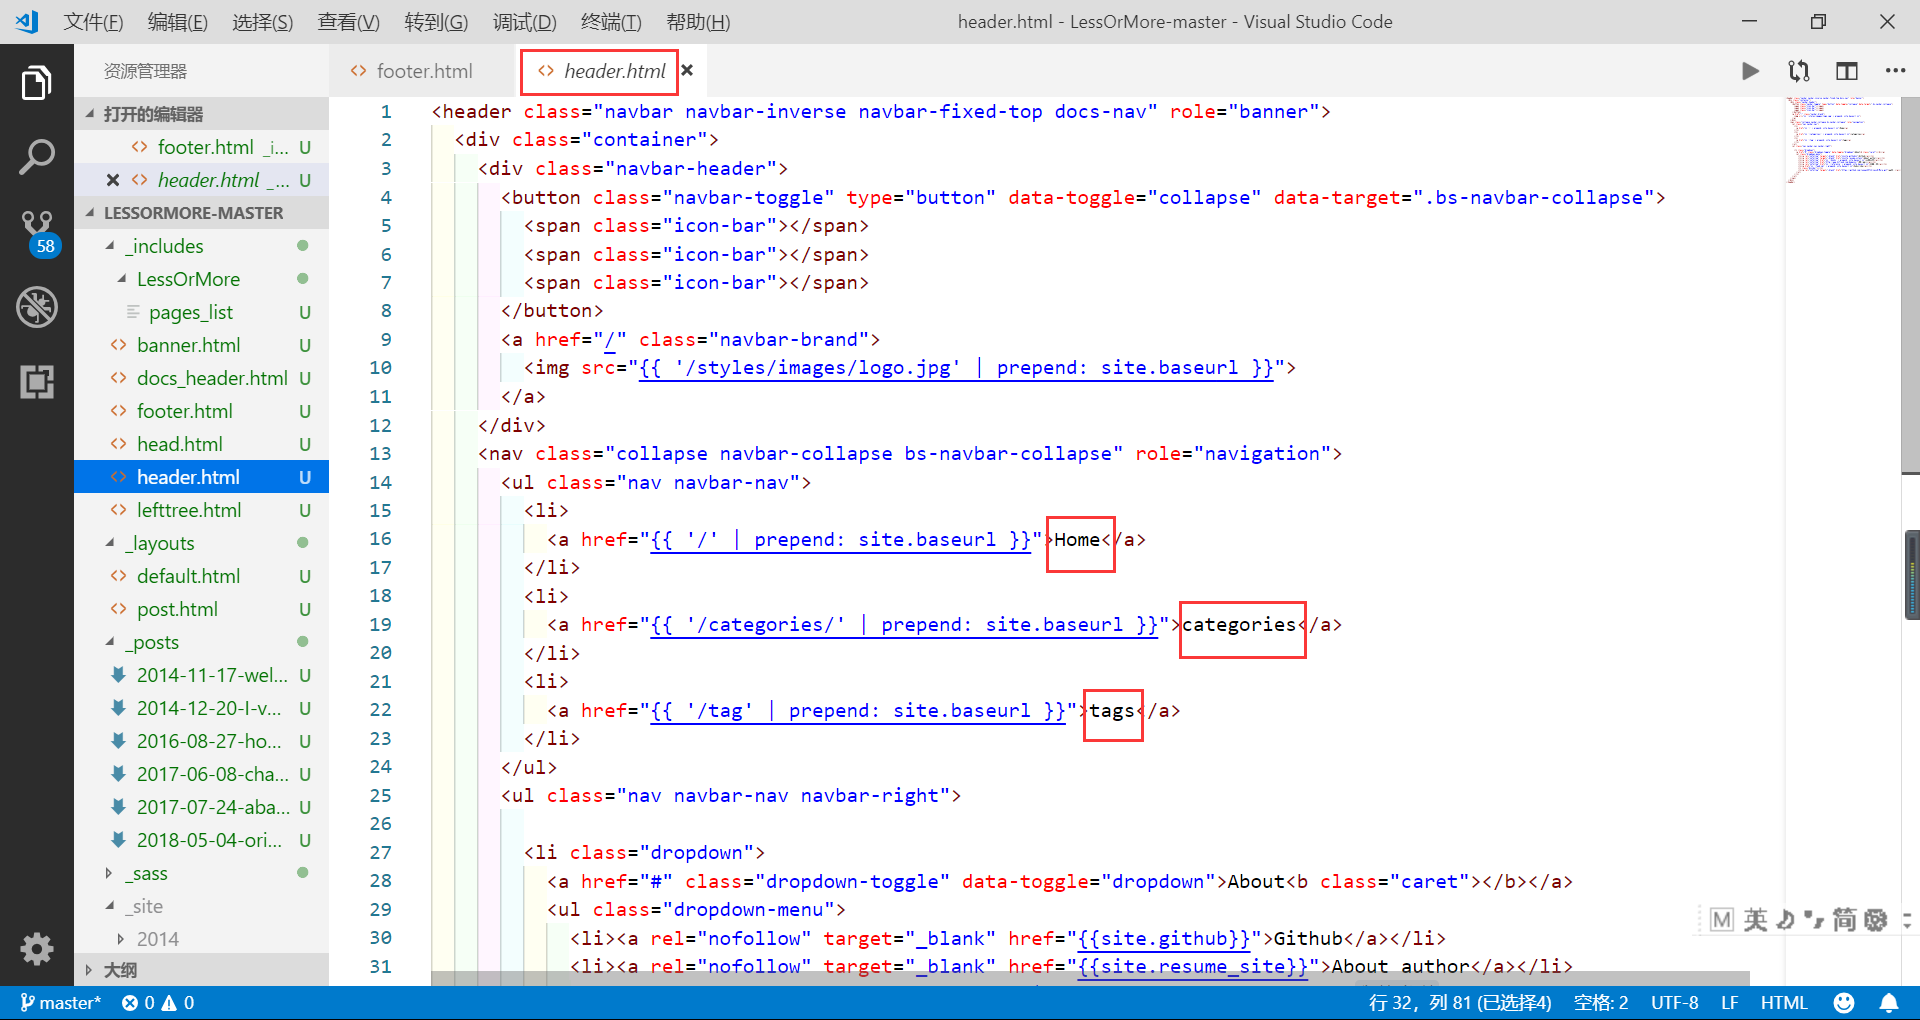 文件(F) 编辑(E) 选择(S) 查看(V) 转到(G) 调试(D) 终端(T) 帮助(H) header.html - LessOrMore-master - Visual Studio Code
资源管理器
footer.html
header.html
打开的编辑器
footer.html _i... U
header.html _... U
LESSORMORE-MASTER
58
_includes
LessOrMore
pages_list U
banner.html U
docs_header.html U
footer.html U
head.html U
header.html U
lefttree.html U
_layouts
default.html U
post.html U
_posts
2014-11-17-wel... U
2014-12-20-I-v... U
2016-08-27-ho... U
2017-06-08-cha... U
2017-07-24-aba... U
2018-05-04-ori... U
_sass
_site
2014
大纲
1 <header class="navbar navbar-inverse navbar-fixed-top docs-nav" role="banner">
2 <div class="container">
3 <div class="navbar-header">
4 <button class="navbar-toggle" type="button" data-toggle="collapse" data-target=".bs-navbar-collapse">
5 <span class="icon-bar"></span>
6 <span class="icon-bar"></span>
7 <span class="icon-bar"></span>
8 </button>
9 <a href="/" class="navbar-brand">
10 <img src="{{ '/styles/images/logo.jpg' | prepend: site.baseurl }}">
11 </a>
12 </div>
13 <nav class="collapse navbar-collapse bs-navbar-collapse" role="navigation">
14 <ul class="nav navbar-nav">
15 <li>
16 <a href="{{ '/' | prepend: site.baseurl }}">Home</a>
17 </li>
18 <li>
19 <a href="{{ '/categories/' | prepend: site.baseurl }}">categories</a>
20 </li>
21 <li>
22 <a href="{{ '/tag' | prepend: site.baseurl }}">tags</a>
23 </li>
24 </ul>
25 <ul class="nav navbar-nav navbar-right">
26
27 <li class="dropdown">
28 <a href="#" class="dropdown-toggle" data-toggle="dropdown">About<b class="caret"></b></a>
29 <ul class="dropdown-menu">
30 <li><a rel="nofollow" target="_blank" href="{{site.github}}">Github</a></li>
31 <li><a rel="nofollow" target="_blank" href="{{site.resume_site}}">About author</a></li>
M 英 简
master* 0 0 行 32，列 81 (已选择4) 空格: 2 UTF-8 LF HTML